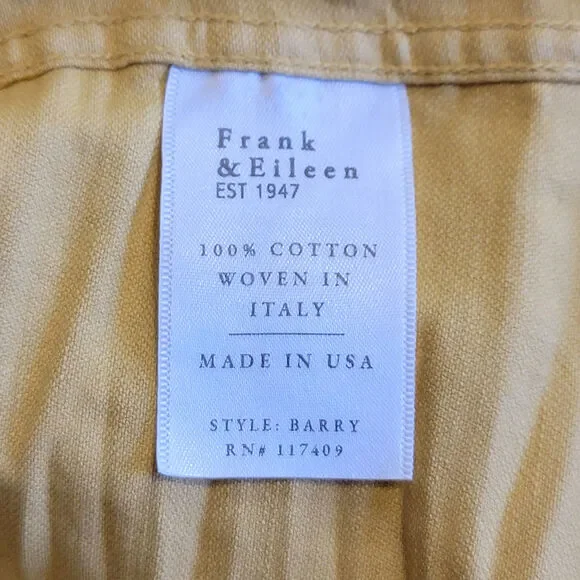 Frank
& Eileen
EST 1947
100% COTTON
WOVEN IN
ITALY
MADE IN USA
STYLE: BARRY
RN# 117409